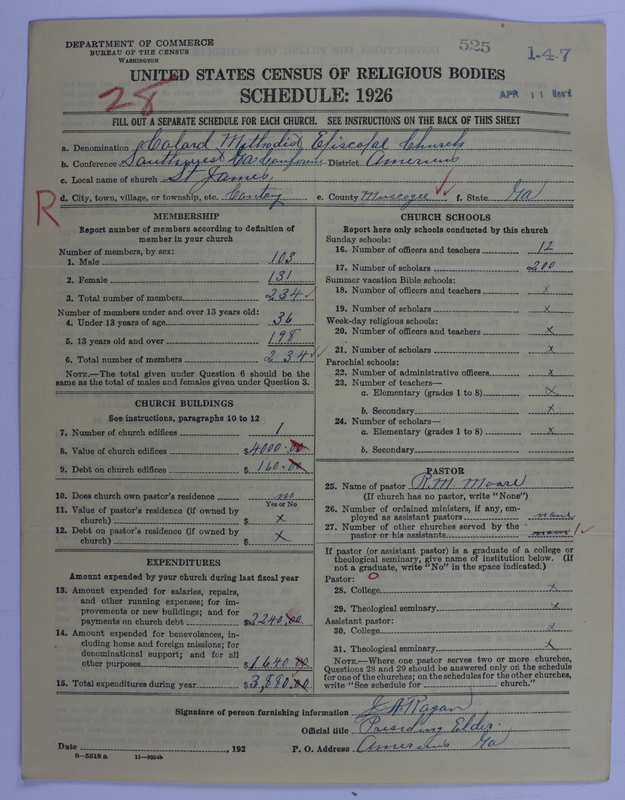 DEPARTMENT OF COMMERCE
BUREAU OF THE CENSUS
WASHINGTON
525
1-4-7
UNITED STATES CENSUS OF RELIGIOUS BODIES
28
SCHEDULE: 1926
APR 11 Rec'd
FILL OUT A SEPARATE SCHEDULE FOR EACH CHURCH. SEE INSTRUCTIONS ON THE BACK OF THIS SHEET
a. Denomination Colard Methodist Episcopal Church
b. Conference Southwest Ga Conference District Americus
c. Local name of church St James
R
d. City, town, village, or township, etc. e. County Muscogee f. State Ga
MEMBERSHIP
Report number of members according to definition of
member in your church
Number of members, by sex:
1. Male 103
2. Female 131
3. Total number of members 234
Number of members under and over 13 years old:
4. Under 13 years of age 36
5. 13 years old and over 198
6. Total number of members 234
NOTE.—The total given under Question 6 should be the
same as the total of males and females given under Question 3.
CHURCH BUILDINGS
See instructions, paragraphs 10 to 12
7. Number of church edifices 1
8. Value of church edifices $4000.00
9. Debt on church edifices $160.00
10. Does church own pastor's residence no
Yes or No
11. Value of pastor's residence (if owned by
church) $ x
12. Debt on pastor's residence (if owned by
church) $ x
EXPENDITURES
Amount expended by your church during last fiscal year
13. Amount expended for salaries, repairs,
and other running expenses; for im-
provements or new buildings; and for
payments on church debt $2240.00
14. Amount expended for benevolences, in-
cluding home and foreign missions; for
denominational support; and for all
other purposes $1640.00
15. Total expenditures during year $3,880.00
CHURCH SCHOOLS
Report here only schools conducted by this church
Sunday schools:
16. Number of officers and teachers 12
17. Number of scholars 200
Summer vacation Bible schools:
18. Number of officers and teachers x
19. Number of scholars x
Week-day religious schools:
20. Number of officers and teachers x
21. Number of scholars x
Parochial schools:
22. Number of administrative officers x
23. Number of teachers—
a. Elementary (grades 1 to 8) x
b. Secondary x
24. Number of scholars—
a. Elementary (grades 1 to 8) x
b. Secondary
PASTOR
25. Name of pastor R.M. Moore
(If church has no pastor, write "None")
26. Number of ordained ministers, if any, em-
ployed as assistant pastors none
27. Number of other churches served by the
pastor or his assistants 1
If pastor (or assistant pastor) is a graduate of a college or
theological seminary, give name of institution below. (If
not a graduate, write "No" in the space indicated.)
Pastor: O
28. College x
29. Theological seminary x
Assistant pastor:
30. College x
31. Theological seminary x
NOTE.—Where one pastor serves two or more churches,
Questions 28 and 29 should be answered only on the schedule
for one of the churches; on the schedules for the other churches,
write "See schedule for church."
Signature of person furnishing information J. A. Ragan
Official title Presiding Elder.
Date , 192 P. O. Address Americus Ga
8—5518 b 11—9054b